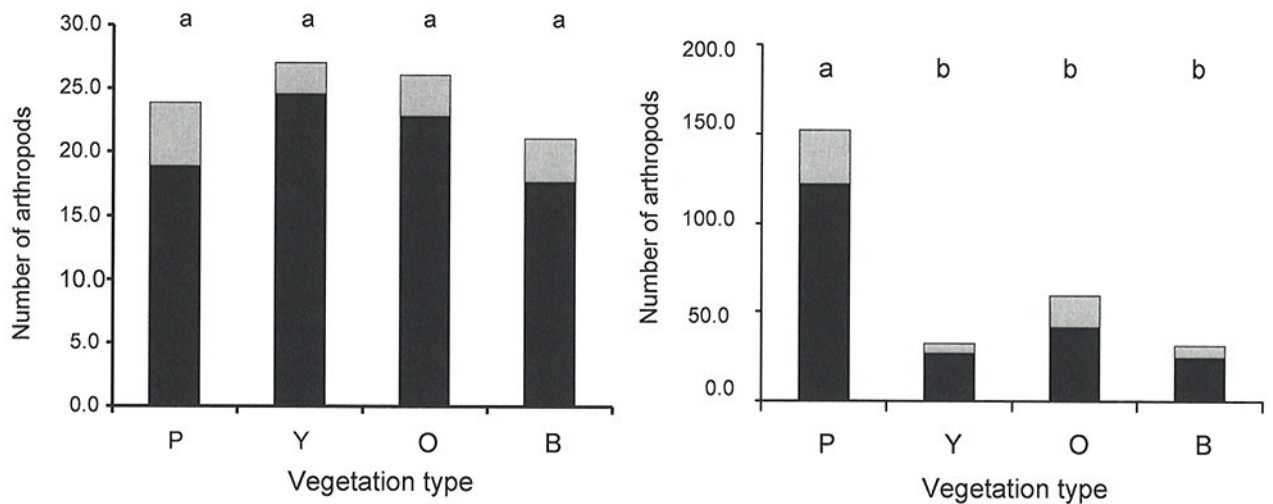 Number of arthropods
30.0
25.0
20.0
15.0
10.0
5.0
0.0
a a a a
P Y O B
Vegetation type
Number of arthropods
200.0
150.0
100.0
50.0
0.0
a b b b
P Y O B
Vegetation type